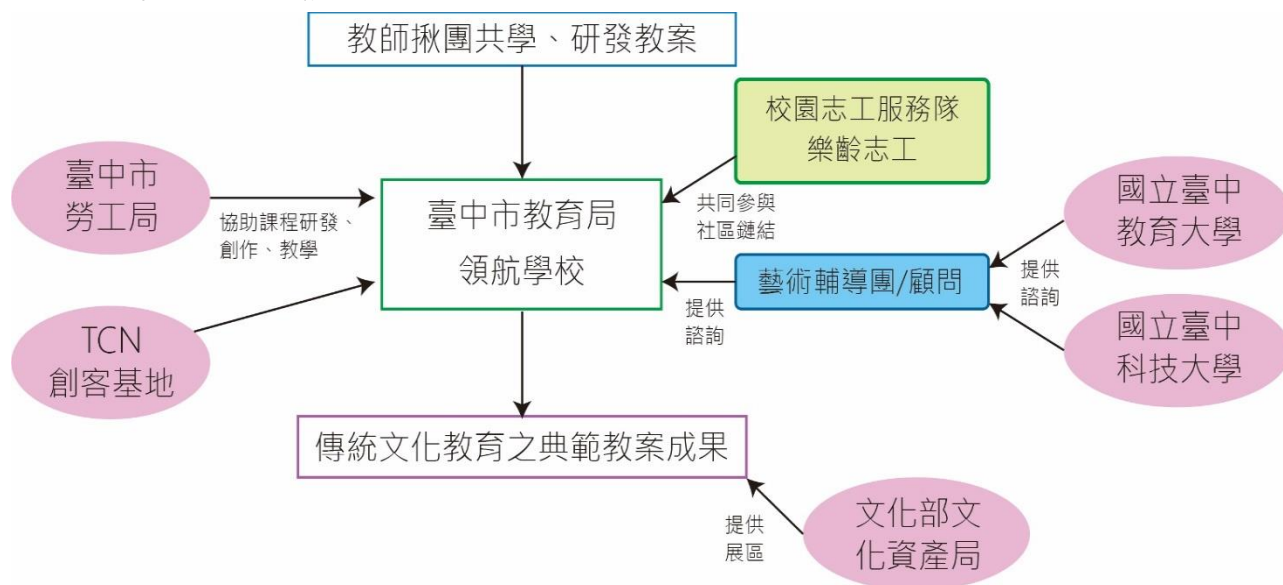 教師揪團共學、研發教案
校園志工服務隊
樂齡志工
臺中市
勞工局
協助課程研發、
創作、教學
臺中市教育局
領航學校
共同參與
社區鏈結
國立臺中
教育大學
藝術輔導團/顧問
提供
諮詢
提供
諮詢
TCN
創客基地
國立臺中
科技大學
傳統文化教育之典範教案成果
提供
展區
文化部文
化資產局